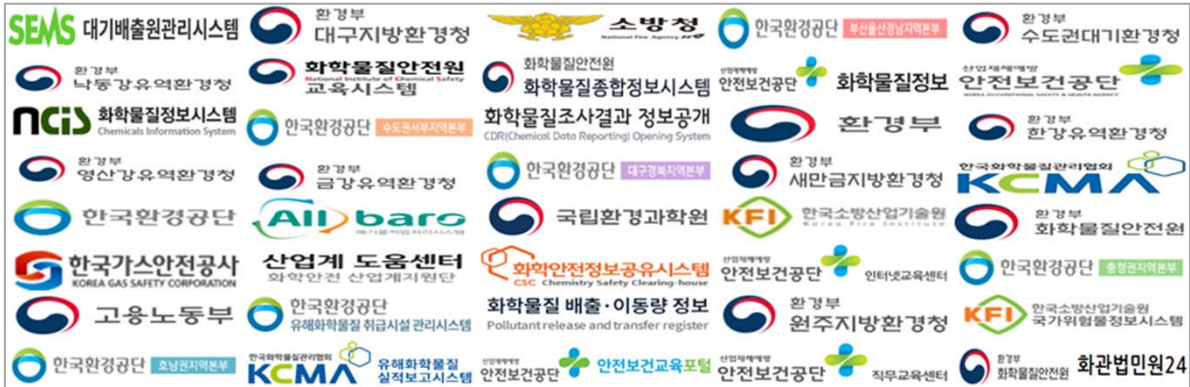 SEMS 대기배출원관리시스템
환경부
대구지방환경청
소방청
National Fire Agency 119
한국환경공단 부산울산경남지역본부
환경부
수도권대기환경청
환경부
낙동강유역환경청
화학물질안전원
National Institute of Chemical Safety
교육시스템
화학물질안전원
화학물질종합정보시스템
산업재해예방
안전보건공단 화학물질정보
산업재해예방
안전보건공단
KOREA OCCUPATIONAL SAFETY & HEALTH AGENCY
ncis 화학물질정보시스템
Chemicals Information System
한국환경공단 수도권서부지역본부
화학물질조사결과 정보공개
CDR(Chemical Data Reporting) Opening System
환경부
환경부
한강유역환경청
환경부
영산강유역환경청
환경부
금강유역환경청
한국환경공단 대구경북지역본부
환경부
새만금지방환경청
한국화학물질관리협회
KCMA
한국환경공단
All baro
폐기물적법처리시스템
국립환경과학원
KFI 한국소방산업기술원
Korea Fire Institute
환경부
화학물질안전원
한국가스안전공사
KOREA GAS SAFETY CORPORATION
산업계 도움센터
화학안전 산업계지원단
화학안전정보공유시스템
CSC Chemistry Safety Clearing-house
산업재해예방
안전보건공단 인터넷교육센터
한국환경공단 충청권지역본부
고용노동부
한국환경공단
유해화학물질 취급시설 관리시스템
화학물질 배출·이동량 정보
Pollutant release and transfer register
환경부
원주지방환경청
KFI 한국소방산업기술원
국가위험물정보시스템
한국환경공단 호남권지역본부
한국화학물질관리협회
KCMA 유해화학물질
실적보고시스템
산업재해예방
안전보건공단 안전보건교육포털
산업재해예방
안전보건공단 직무교육센터
환경부
화학물질안전원 화관법민원24